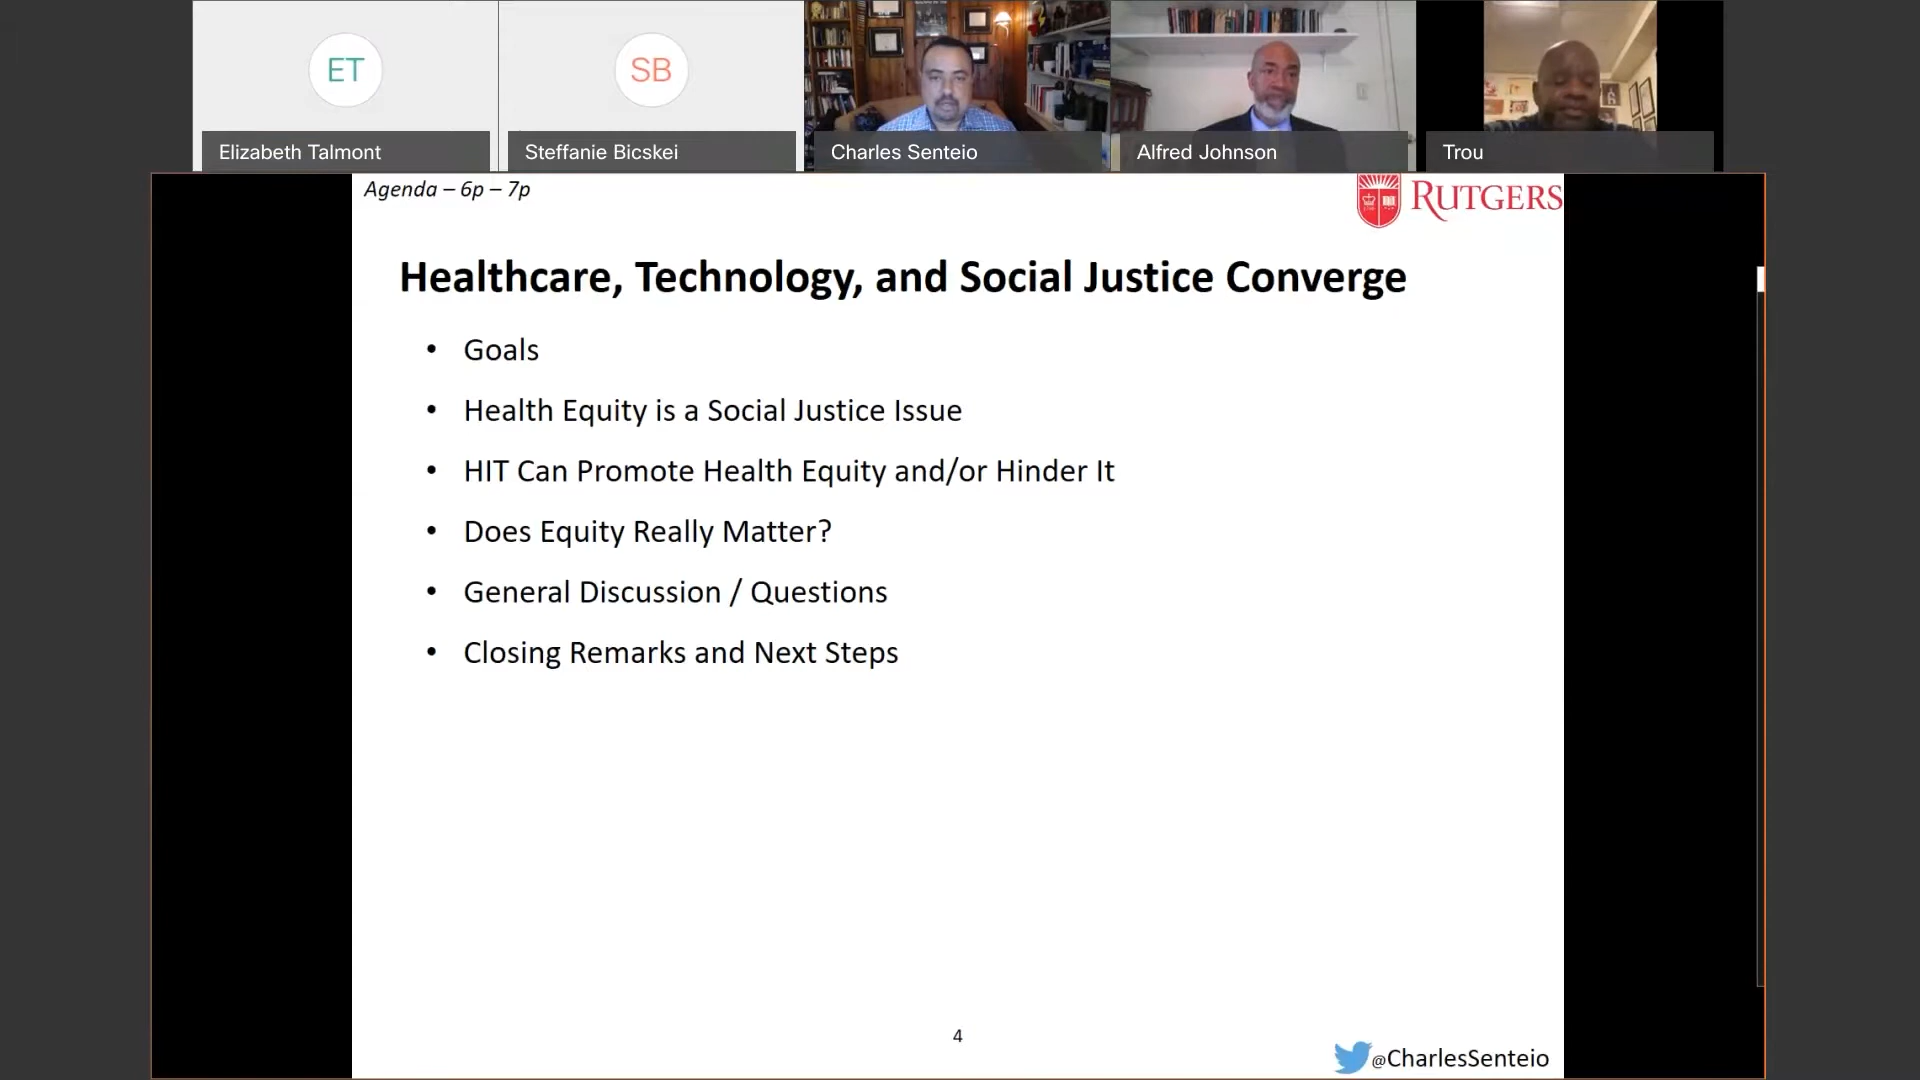 ET
SB
Elizabeth Talmont
Steffanie Bicskei
Charles Senteio
Alfred Johnson
Trou
Agenda – 6p – 7p
RUTGERS
Healthcare, Technology, and Social Justice Converge
• Goals
• Health Equity is a Social Justice Issue
• HIT Can Promote Health Equity and/or Hinder It
• Does Equity Really Matter?
• General Discussion / Questions
• Closing Remarks and Next Steps
4
@CharlesSenteio